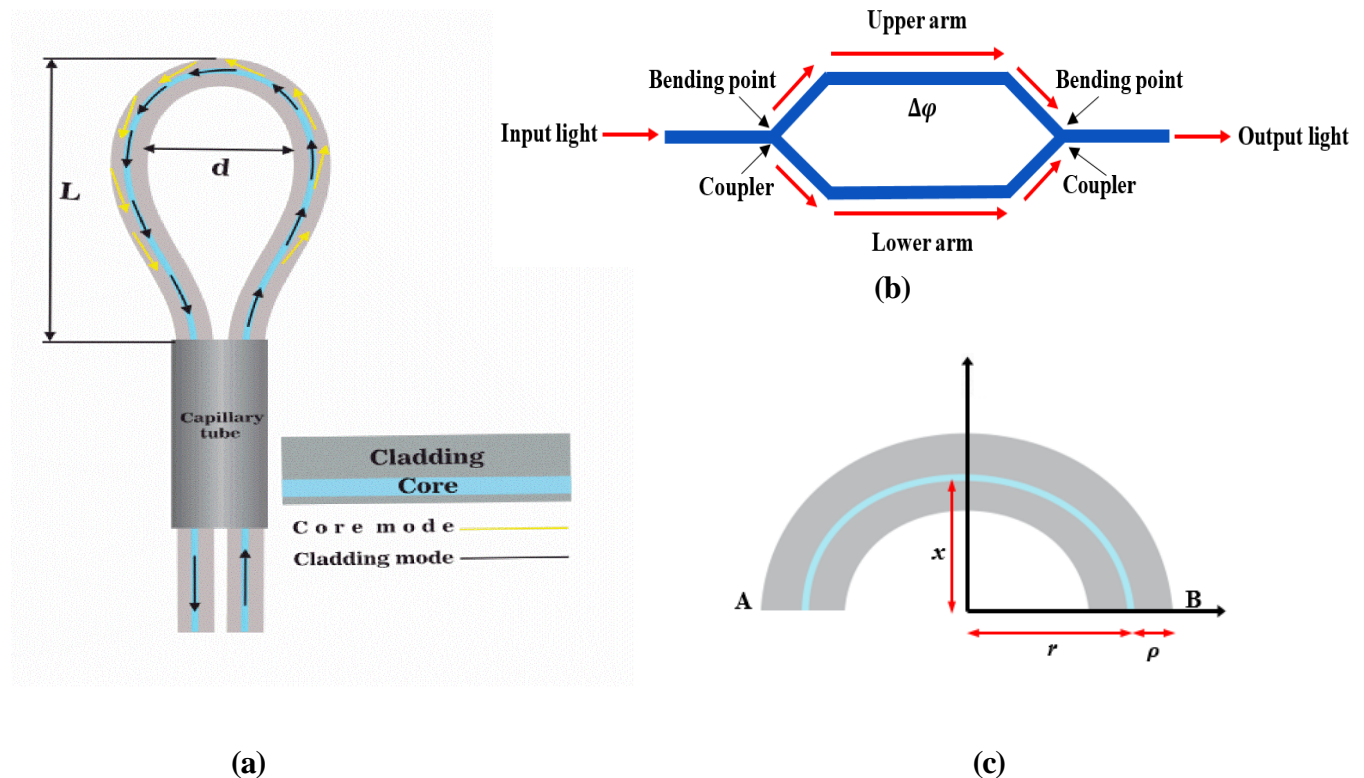 L
d
Capillary
tube
Cladding
Core
Core mode
Cladding mode
(a)
Upper arm
Bending point
Bending point
Δφ
Input light
Output light
Coupler
Coupler
Lower arm
(b)
x
A
B
r
ρ
(c)